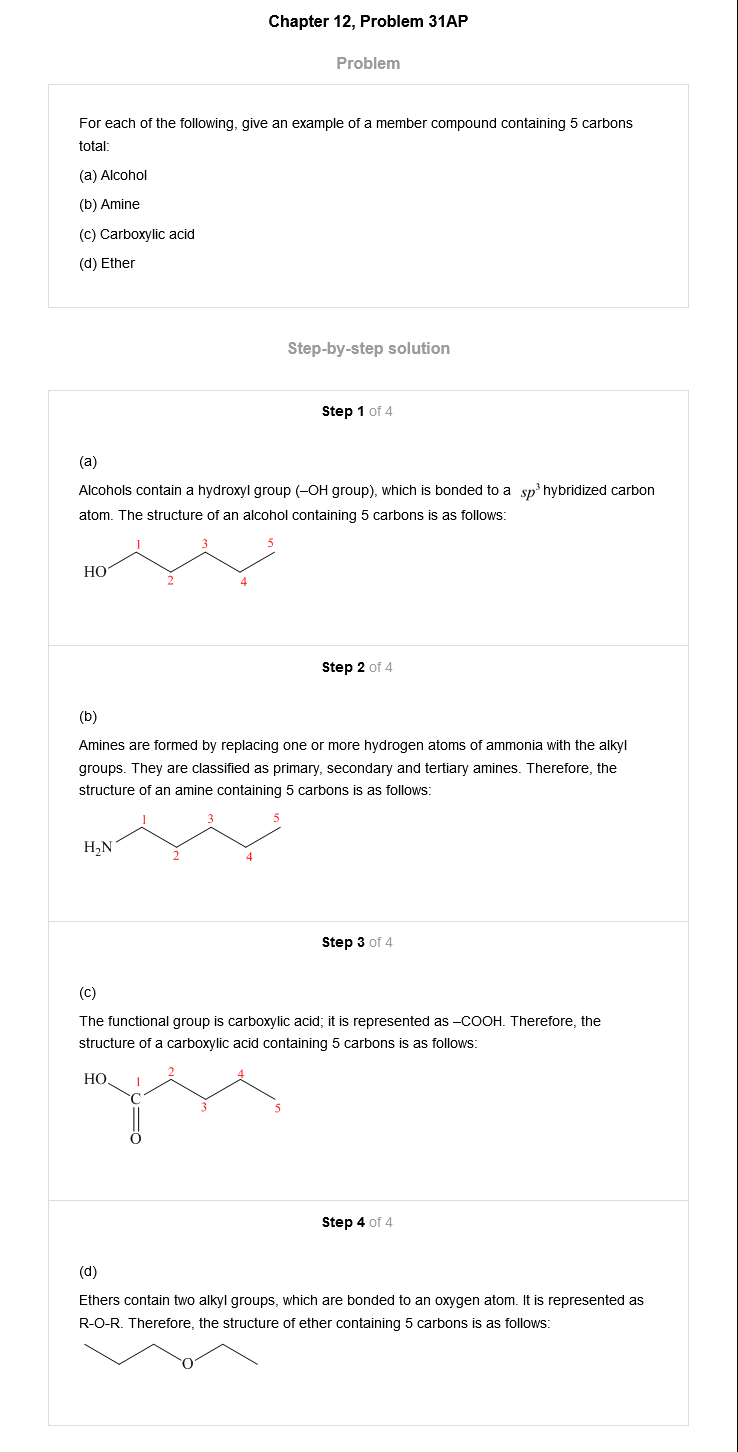 Chapter 12, Problem 31AP
Problem
For each of the following, give an example of a member compound containing 5 carbons
total:
(a) Alcohol
(b) Amine
(c) Carboxylic acid
(d) Ether
Step-by-step solution
Step 1 of 4
(a)
Alcohols contain a hydroxyl group (–OH group), which is bonded to a sp³ hybridized carbon
atom. The structure of an alcohol containing 5 carbons is as follows:
1 3 5
HO
2 4
Step 2 of 4
(b)
Amines are formed by replacing one or more hydrogen atoms of ammonia with the alkyl
groups. They are classified as primary, secondary and tertiary amines. Therefore, the
structure of an amine containing 5 carbons is as follows:
1 3 5
H₂N
2 4
Step 3 of 4
(c)
The functional group is carboxylic acid; it is represented as –COOH. Therefore, the
structure of a carboxylic acid containing 5 carbons is as follows:
HO 1 2 4
C 3 5
O
Step 4 of 4
(d)
Ethers contain two alkyl groups, which are bonded to an oxygen atom. It is represented as
R-O-R. Therefore, the structure of ether containing 5 carbons is as follows:
O